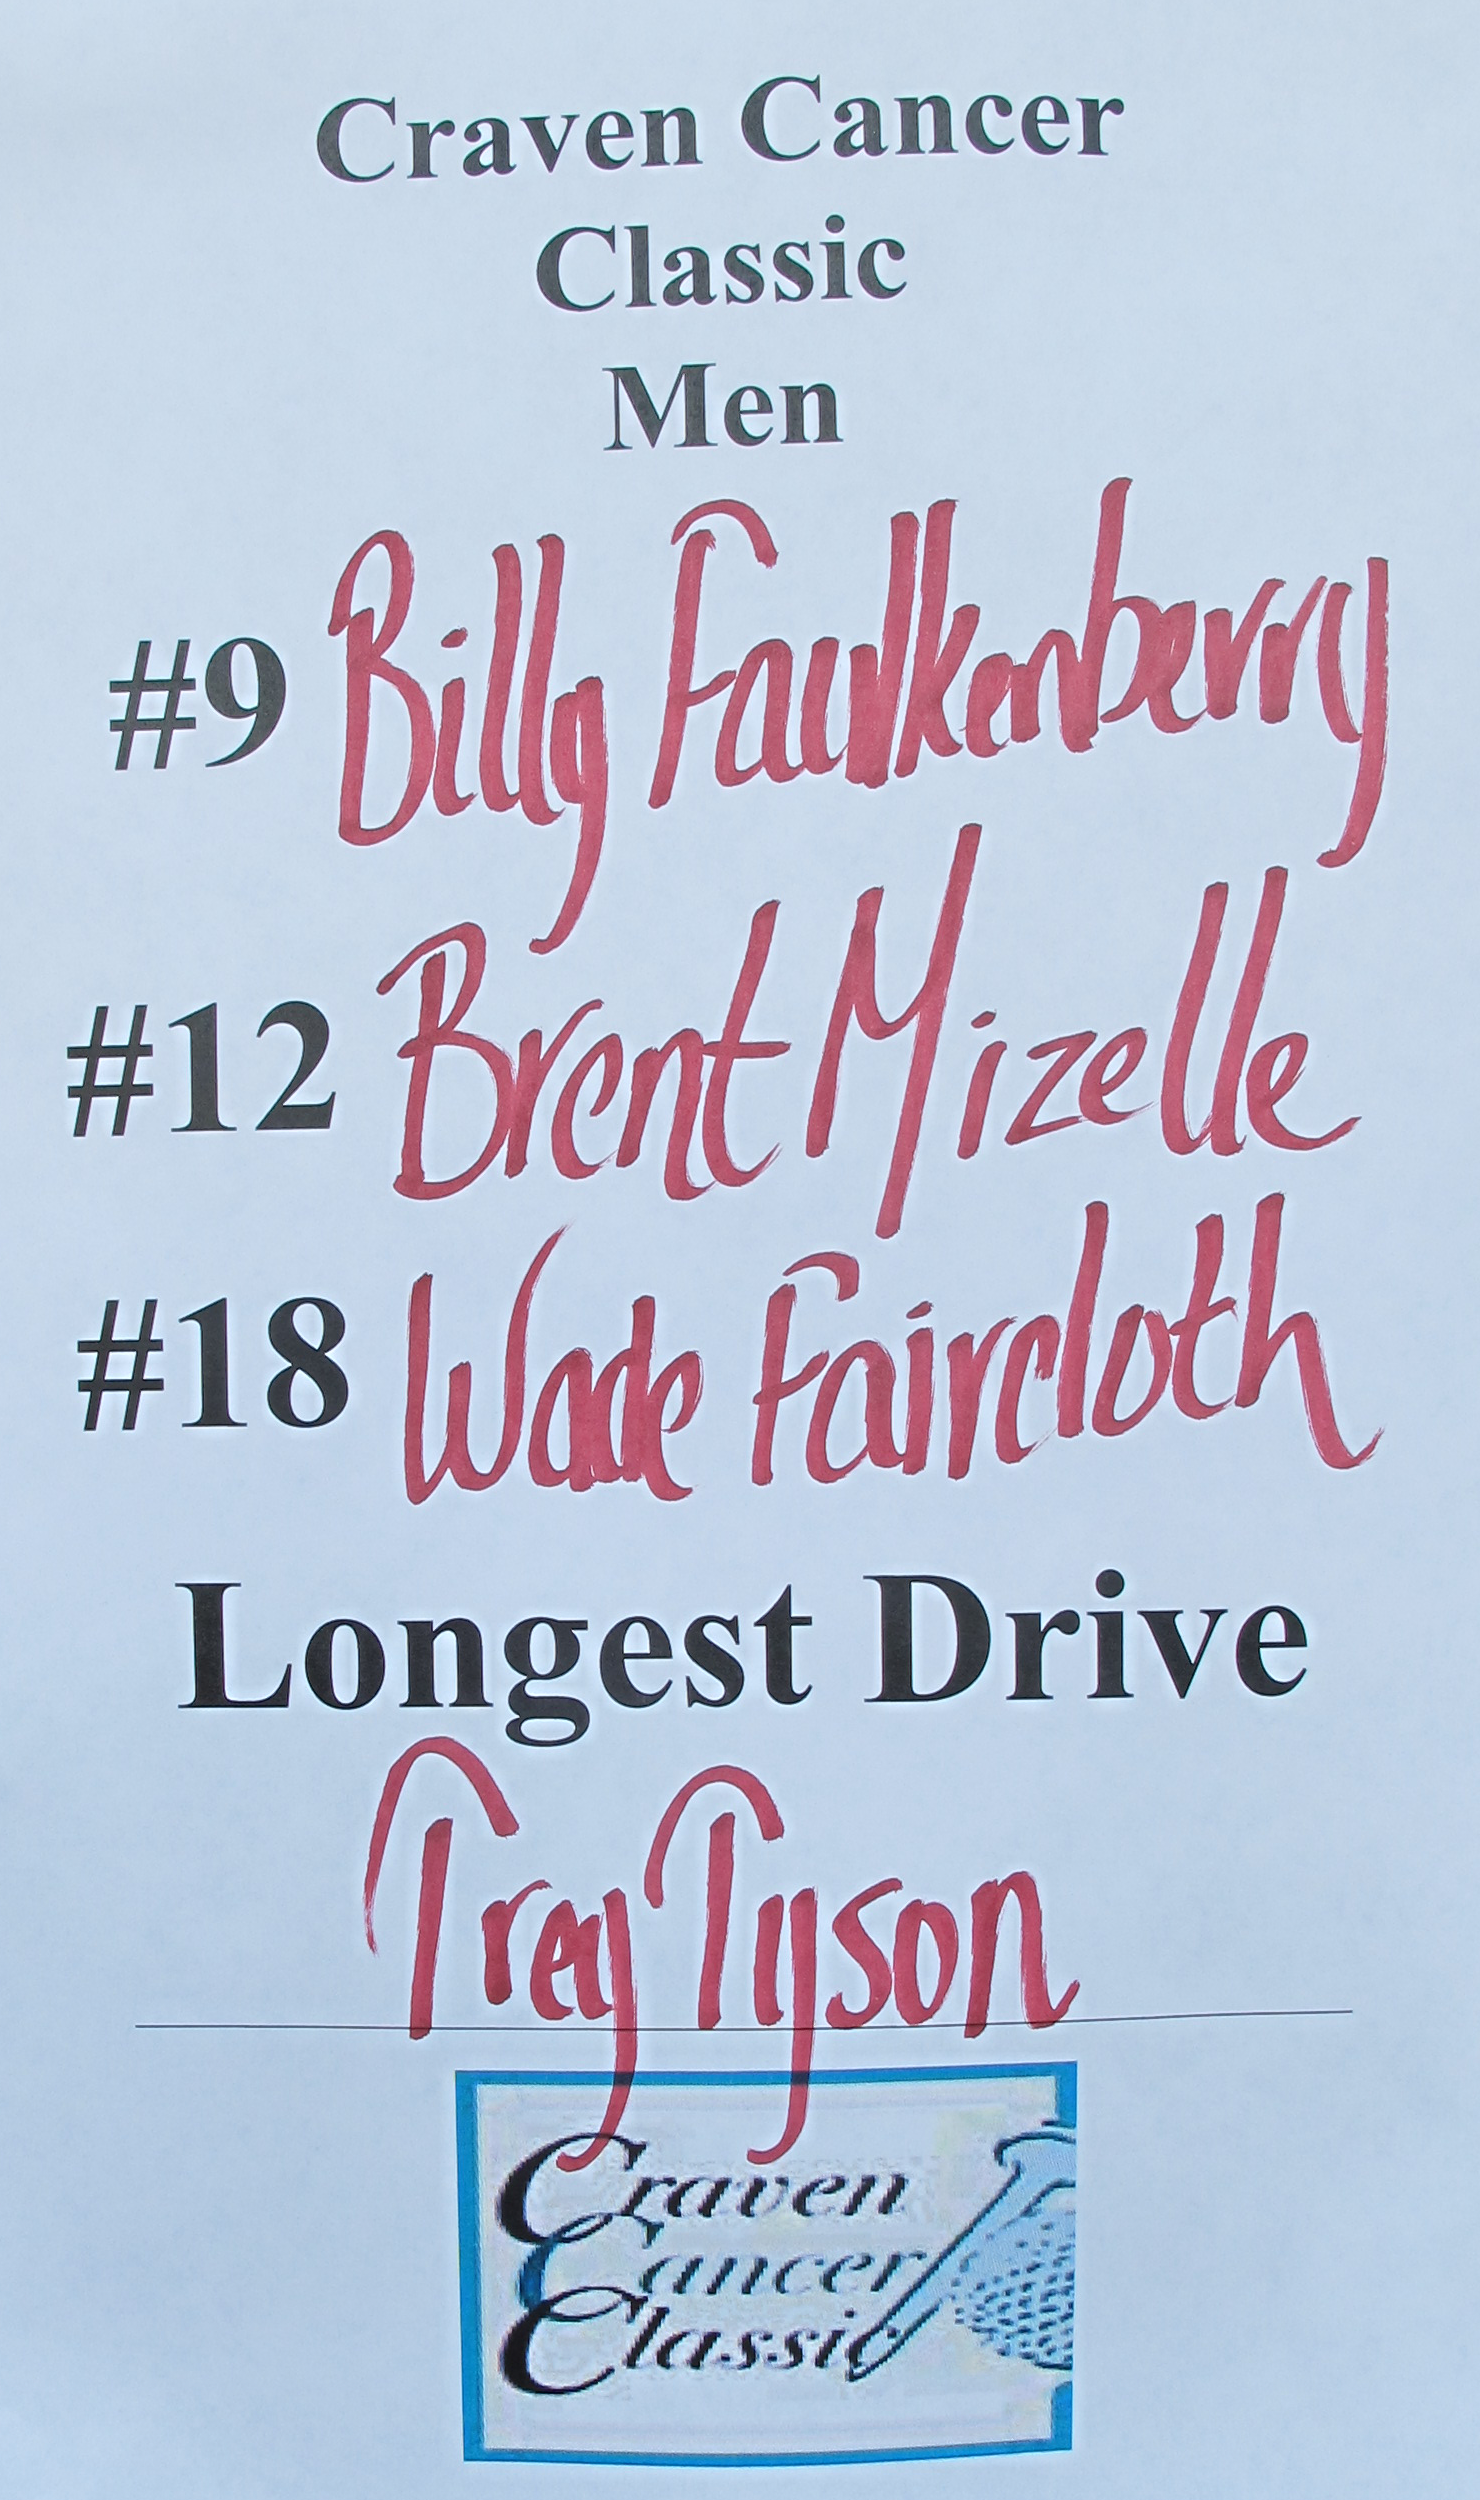 Craven Cancer
Classic
Men
#9 Billy Faulkenberry
#12 Brent Mizelle
#18 Wade Faircloth
Longest Drive
Trey Tyson
Craven
Cancer
Classic